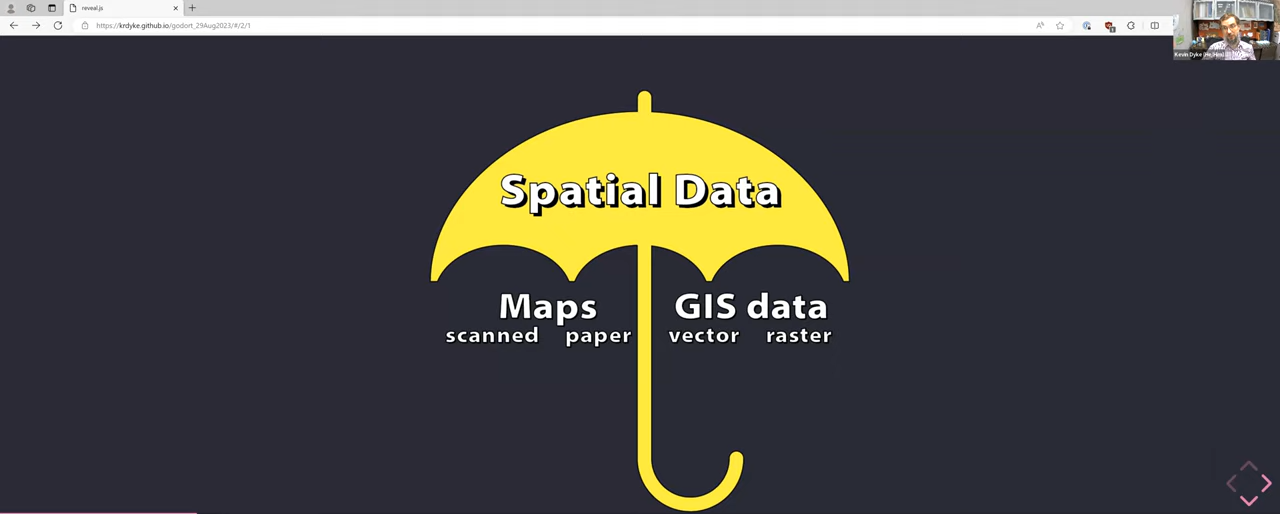 reveal.js
https://krdyke.github.io/godort_29Aug2023/#/2/1
Spatial Data
Maps
scanned paper
GIS data
vector raster